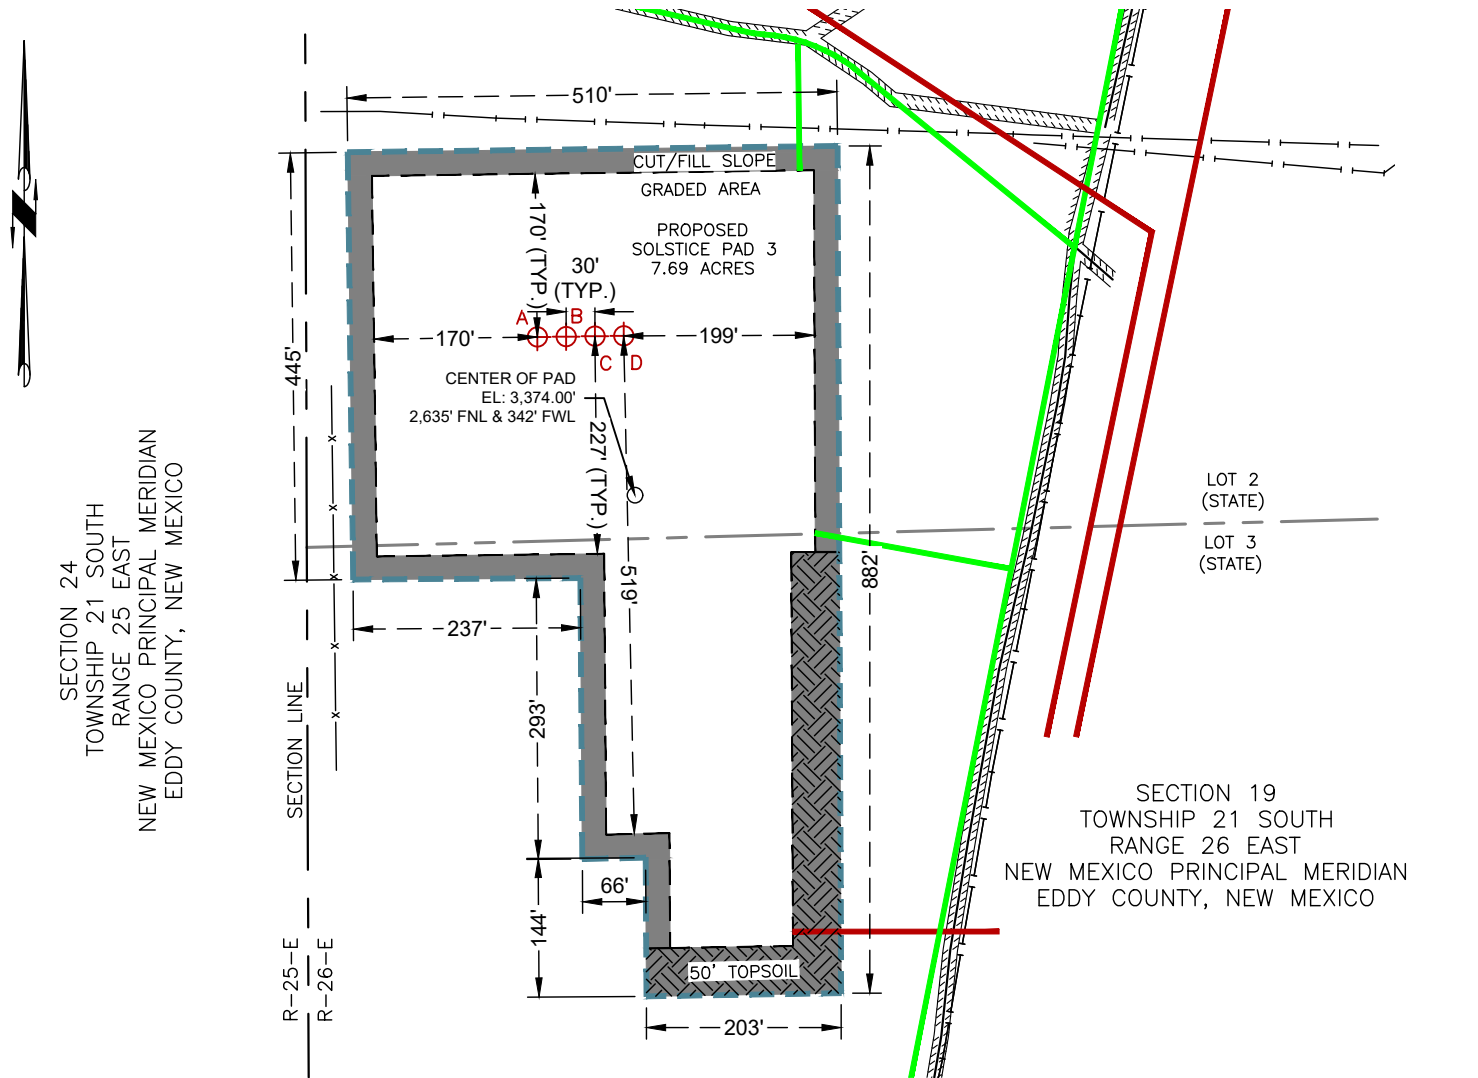 510'
CUT/FILL SLOPE
GRADED AREA
PROPOSED
SOLSTICE PAD 3
7.69 ACRES
170' (TYP.)
30'
(TYP.)
A
B
C
D
170'
199'
445'
CENTER OF PAD
EL: 3,374.00'
2,635' FNL & 342' FWL
227' (TYP.)
519'
882'
LOT 2
(STATE)
LOT 3
(STATE)
x
x
x
x
x
237'
293'
66'
144'
50' TOPSOIL
203'
SECTION LINE
R-25-E
R-26-E
SECTION 24
TOWNSHIP 21 SOUTH
RANGE 25 EAST
NEW MEXICO PRINCIPAL MERIDIAN
EDDY COUNTY, NEW MEXICO
SECTION 19
TOWNSHIP 21 SOUTH
RANGE 26 EAST
NEW MEXICO PRINCIPAL MERIDIAN
EDDY COUNTY, NEW MEXICO